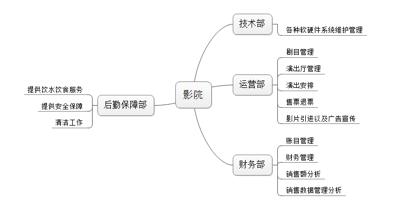 影院
技术部
各种软硬件系统维护管理
运营部
剧目管理
演出厅管理
演出安排
售票退票
影片引进以及广告宣传
财务部
账目管理
财务管理
销售额分析
销售数据管理分析
后勤保障部
提供饮水饮食服务
提供安全保障
清洁工作